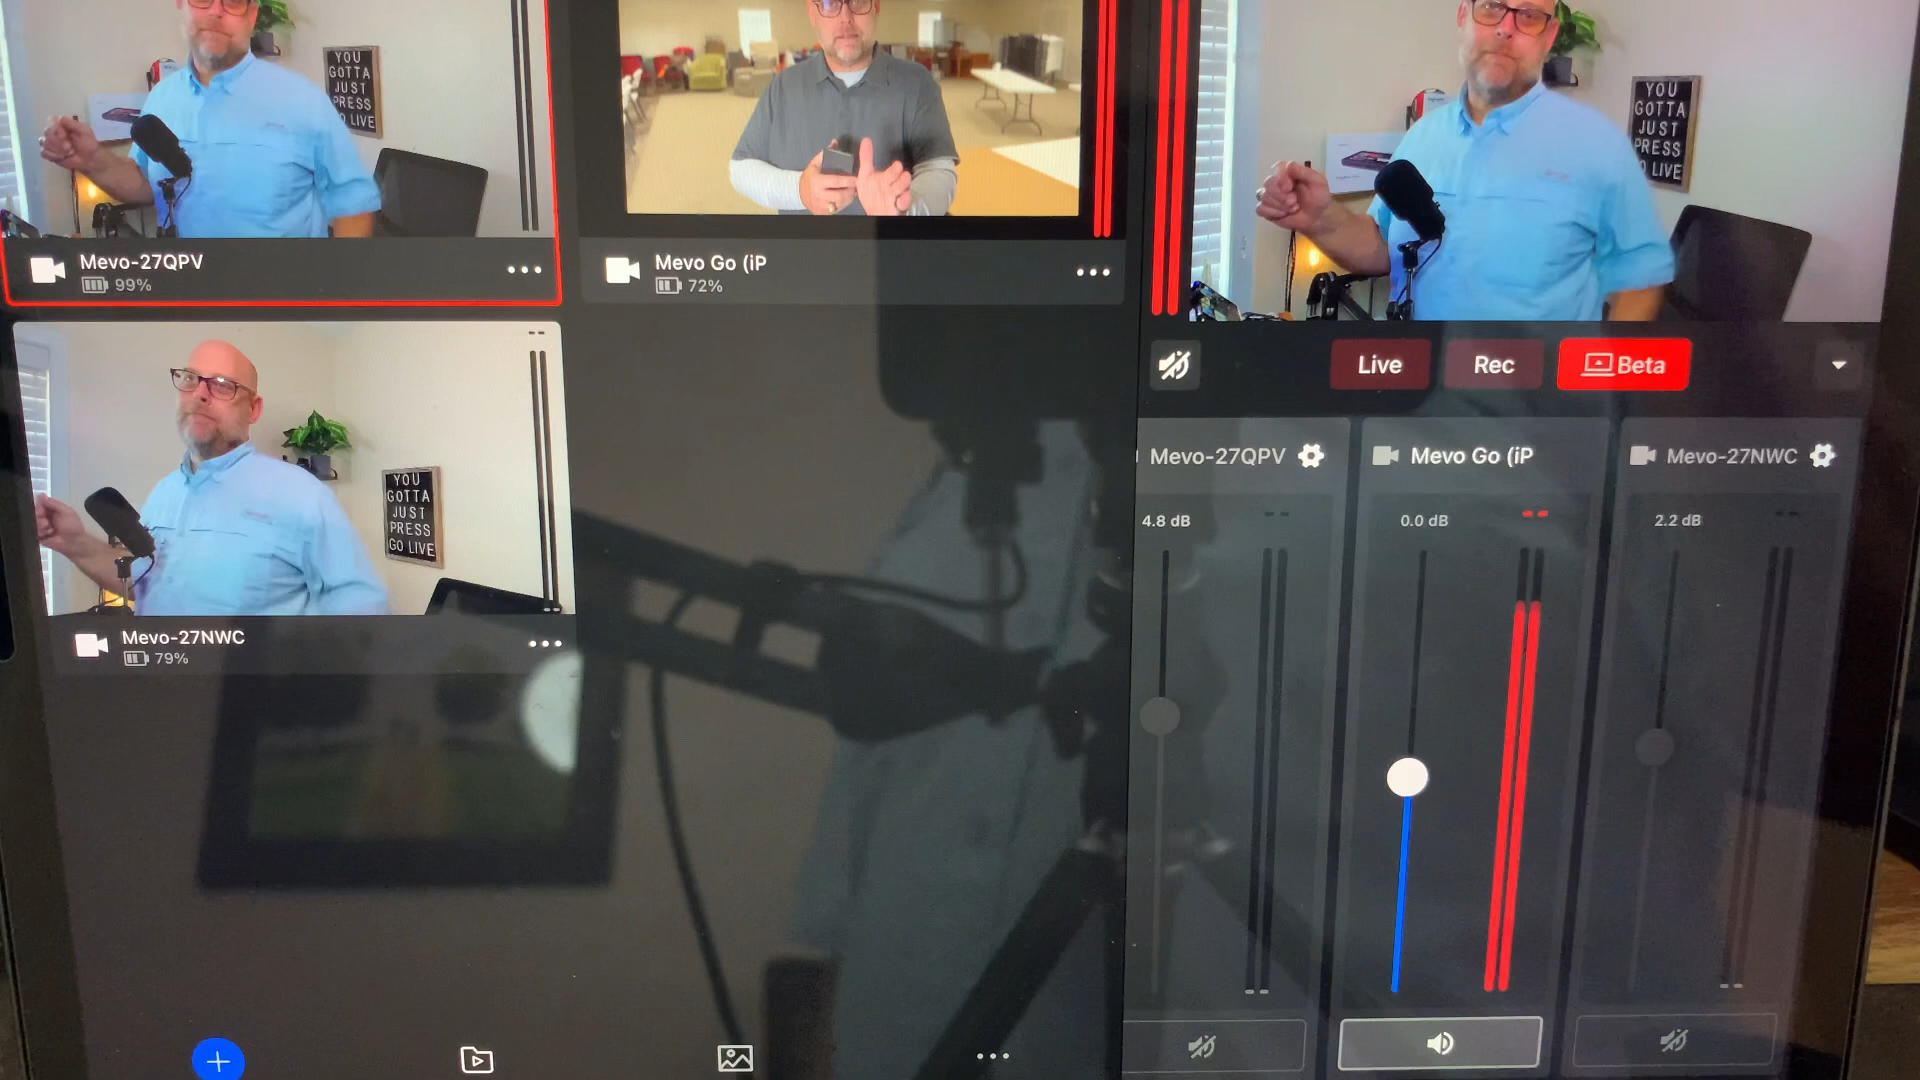 YOU
GOTTA
JUST
PRESS
LIVE
YOU
GOTTA
JUST
PRESS
LIVE
Mevo-27QPV
99%
Mevo Go (iP
72%
Live
Rec
Beta
YOU
GOTTA
JUST
PRESS
GO LIVE
Mevo-27NWC
79%
Mevo-27QPV
Mevo Go (iP
Mevo-27NWC
4.8 dB
0.0 dB
2.2 dB